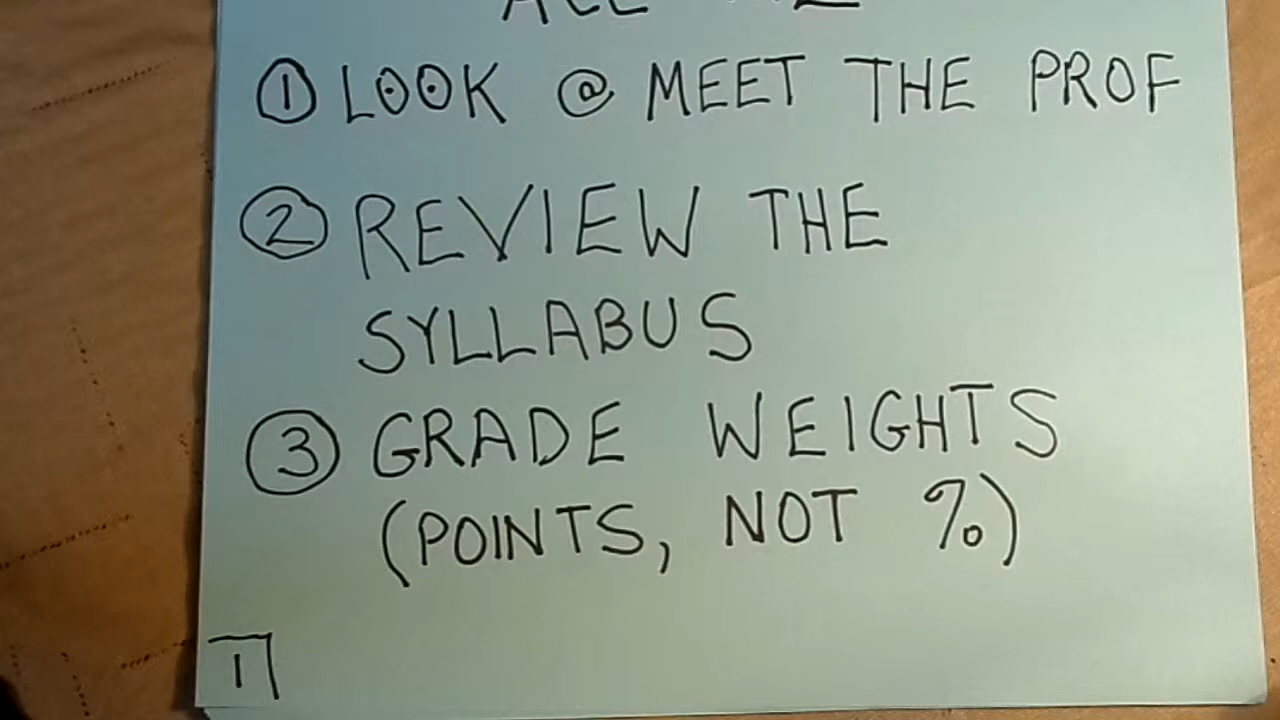 ① LOOK @ MEET THE PROF
② REVIEW THE
SYLLABUS
③ GRADE WEIGHTS
(POINTS, NOT %)
1